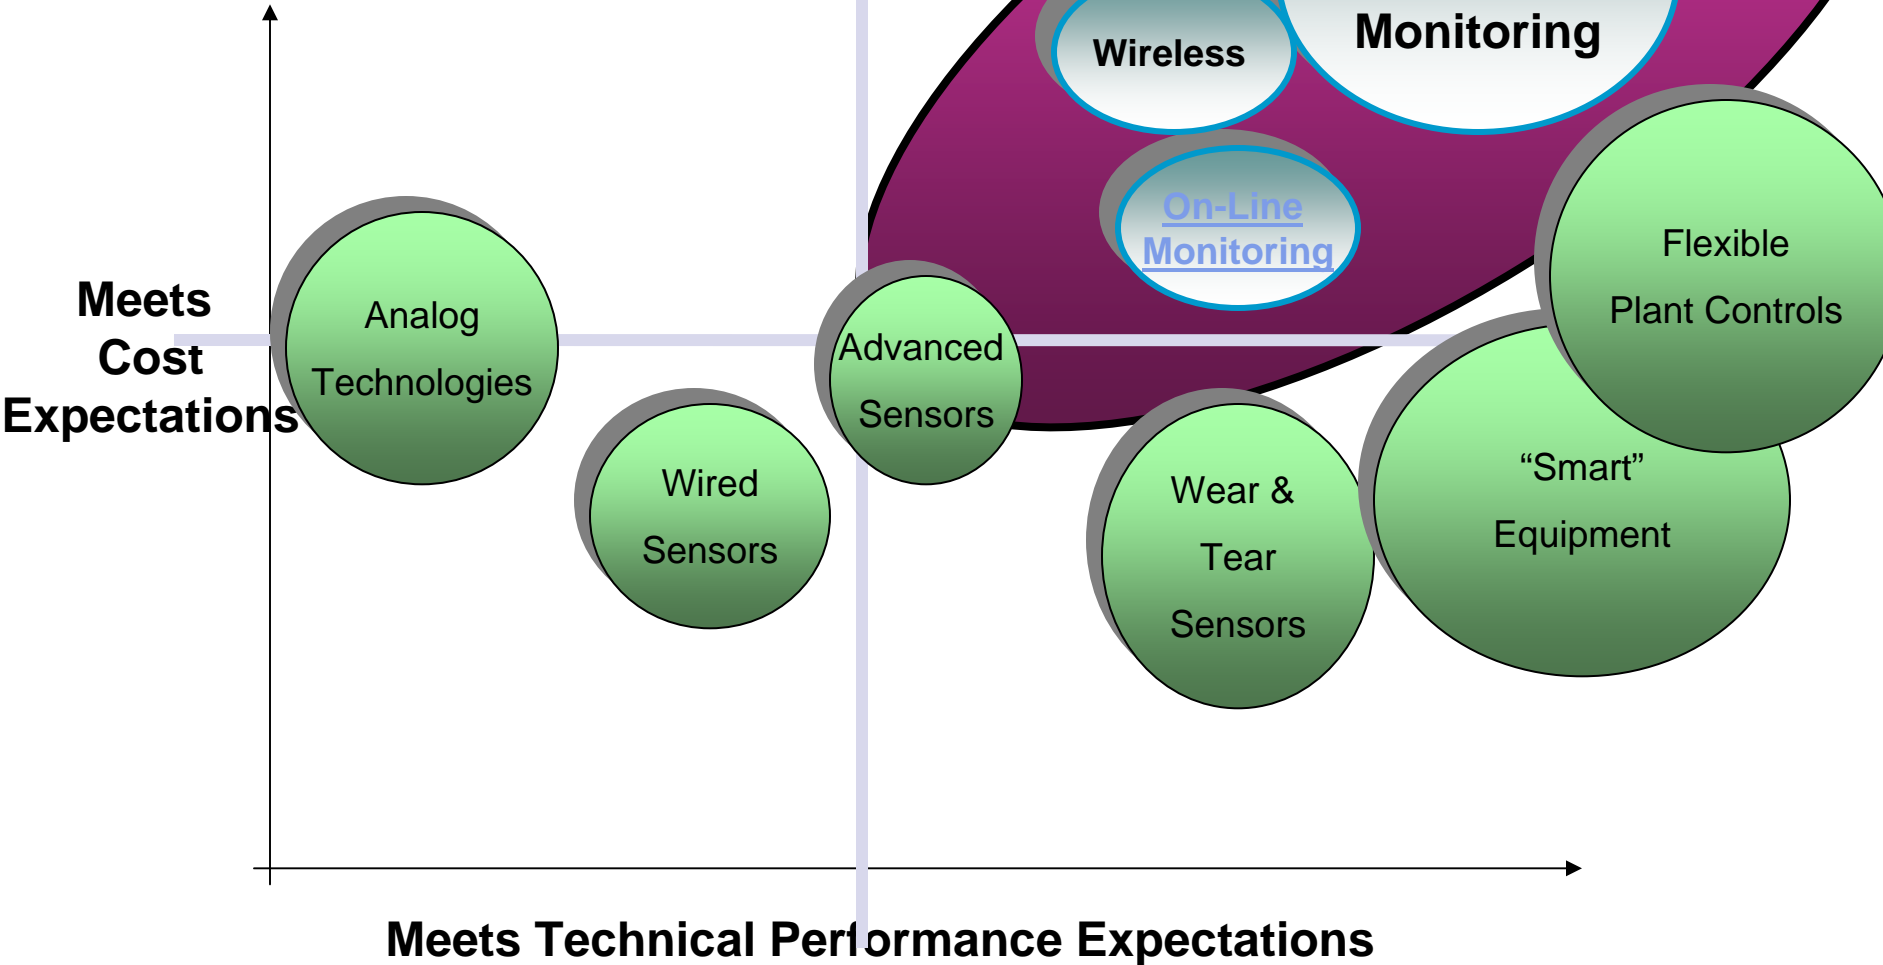 Monitoring
Wireless
On-Line
Monitoring
Flexible
Plant Controls
Meets
Cost
Expectations
Analog
Technologies
Advanced
Sensors
Wired
Sensors
Wear &
Tear
Sensors
“Smart”
Equipment
Meets Technical Performance Expectations